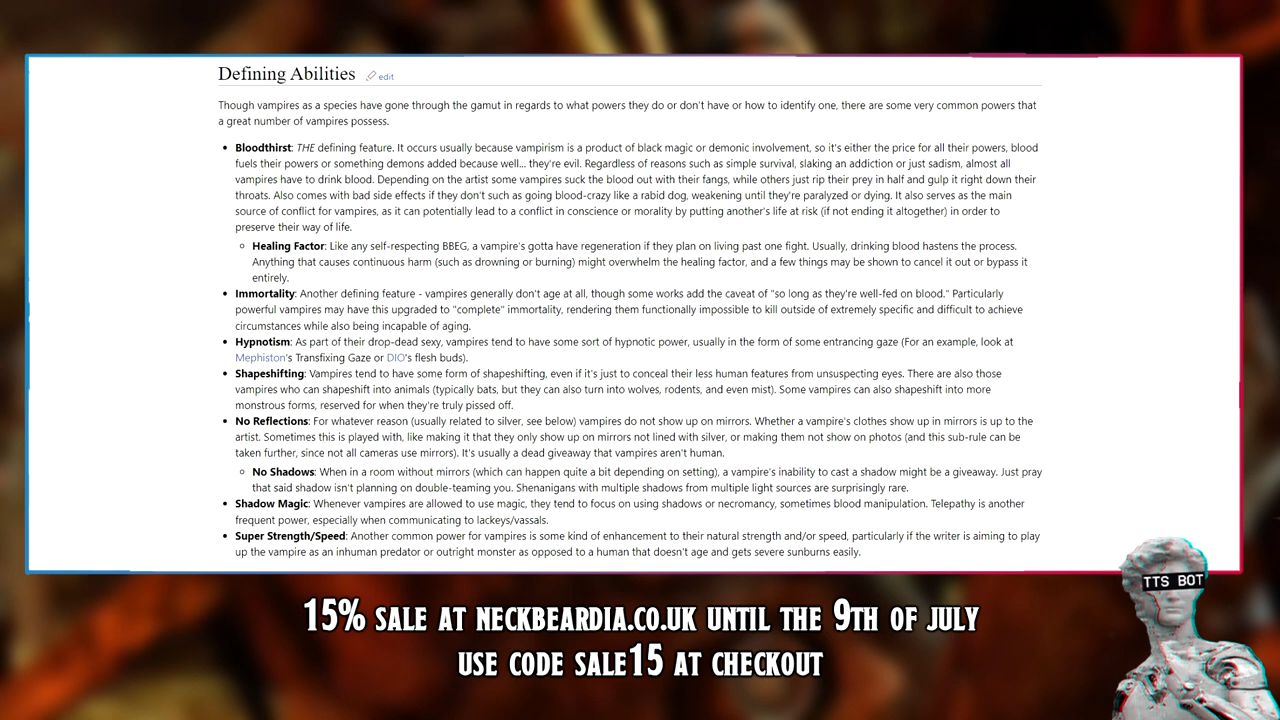 Defining Abilities edit
Though vampires as a species have gone through the gamut in regards to what powers they do or don't have or how to identify one, there are some very common powers that
a great number of vampires possess.
• Bloodthirst: THE defining feature. It occurs usually because vampirism is a product of black magic or demonic involvement, so it's either the price for all their powers, blood
fuels their powers or something demons added because well... they're evil. Regardless of reasons such as simple survival, slaking an addiction or just sadism, almost all
vampires have to drink blood. Depending on the artist some vampires suck the blood out with their fangs, while others just rip their prey in half and gulp it right down their
throats. Also comes with bad side effects if they don't such as going blood-crazy like a rabid dog, weakening until they're paralyzed or dying. It also serves as the main
source of conflict for vampires, as it can potentially lead to a conflict in conscience or morality by putting another's life at risk (if not ending it altogether) in order to
preserve their way of life.
◦ Healing Factor: Like any self-respecting BBEG, a vampire's gotta have regeneration if they plan on living past one fight. Usually, drinking blood hastens the process.
Anything that causes continuous harm (such as drowning or burning) might overwhelm the healing factor, and a few things may be shown to cancel it out or bypass it
entirely.
• Immortality: Another defining feature - vampires generally don't age at all, though some works add the caveat of "so long as they're well-fed on blood." Particularly
powerful vampires may have this upgraded to "complete" immortality, rendering them functionally impossible to kill outside of extremely specific and difficult to achieve
circumstances while also being incapable of aging.
• Hypnotism: As part of their drop-dead sexy, vampires tend to have some sort of hypnotic power, usually in the form of some entrancing gaze (For an example, look at
Mephiston's Transfixing Gaze or DIO's flesh buds).
• Shapeshifting: Vampires tend to have some form of shapeshifting, even if it's just to conceal their less human features from unsuspecting eyes. There are also those
vampires who can shapeshift into animals (typically bats, but they can also turn into wolves, rodents, and even mist). Some vampires can also shapeshift into more
monstrous forms, reserved for when they're truly pissed off.
• No Reflections: For whatever reason (usually related to silver, see below) vampires do not show up on mirrors. Whether a vampire's clothes show up in mirrors is up to the
artist. Sometimes this is played with, like making it that they only show up on mirrors not lined with silver, or making them not show on photos (and this sub-rule can be
taken further, since not all cameras use mirrors). It's usually a dead giveaway that vampires aren't human.
◦ No Shadows: When in a room without mirrors (which can happen quite a bit depending on setting), a vampire's inability to cast a shadow might be a giveaway. Just pray
that said shadow isn't planning on double-teaming you. Shenanigans with multiple shadows from multiple light sources are surprisingly rare.
• Shadow Magic: Whenever vampires are allowed to use magic, they tend to focus on using shadows or necromancy, sometimes blood manipulation. Telepathy is another
frequent power, especially when communicating to lackeys/vassals.
• Super Strength/Speed: Another common power for vampires is some kind of enhancement to their natural strength and/or speed, particularly if the writer is aiming to play
up the vampire as an inhuman predator or outright monster as opposed to a human that doesn't age and gets severe sunburns easily.
TTS BOT
15% SALE AT NECKBEARDIA.CO.UK UNTIL THE 9TH OF JULY
USE CODE SALE15 AT CHECKOUT